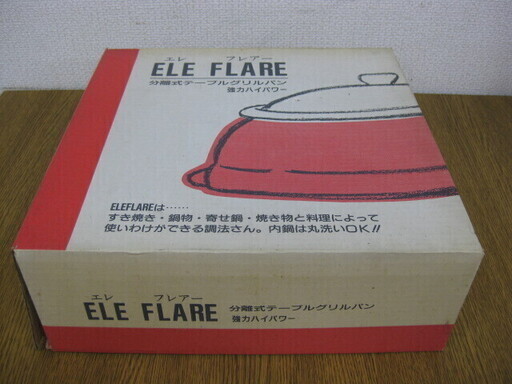 エレ フレアー
ELE FLARE
分離式テーブルグリルパン
強力ハイパワー
ELEFLAREは……
すき焼き・鍋物・寄せ鍋・焼き物と料理によって
使いわけができる調法さん。内鍋は丸洗いOK!!
エレ フレアー
ELE FLARE 分離式テーブルグリルパン
強力ハイパワー